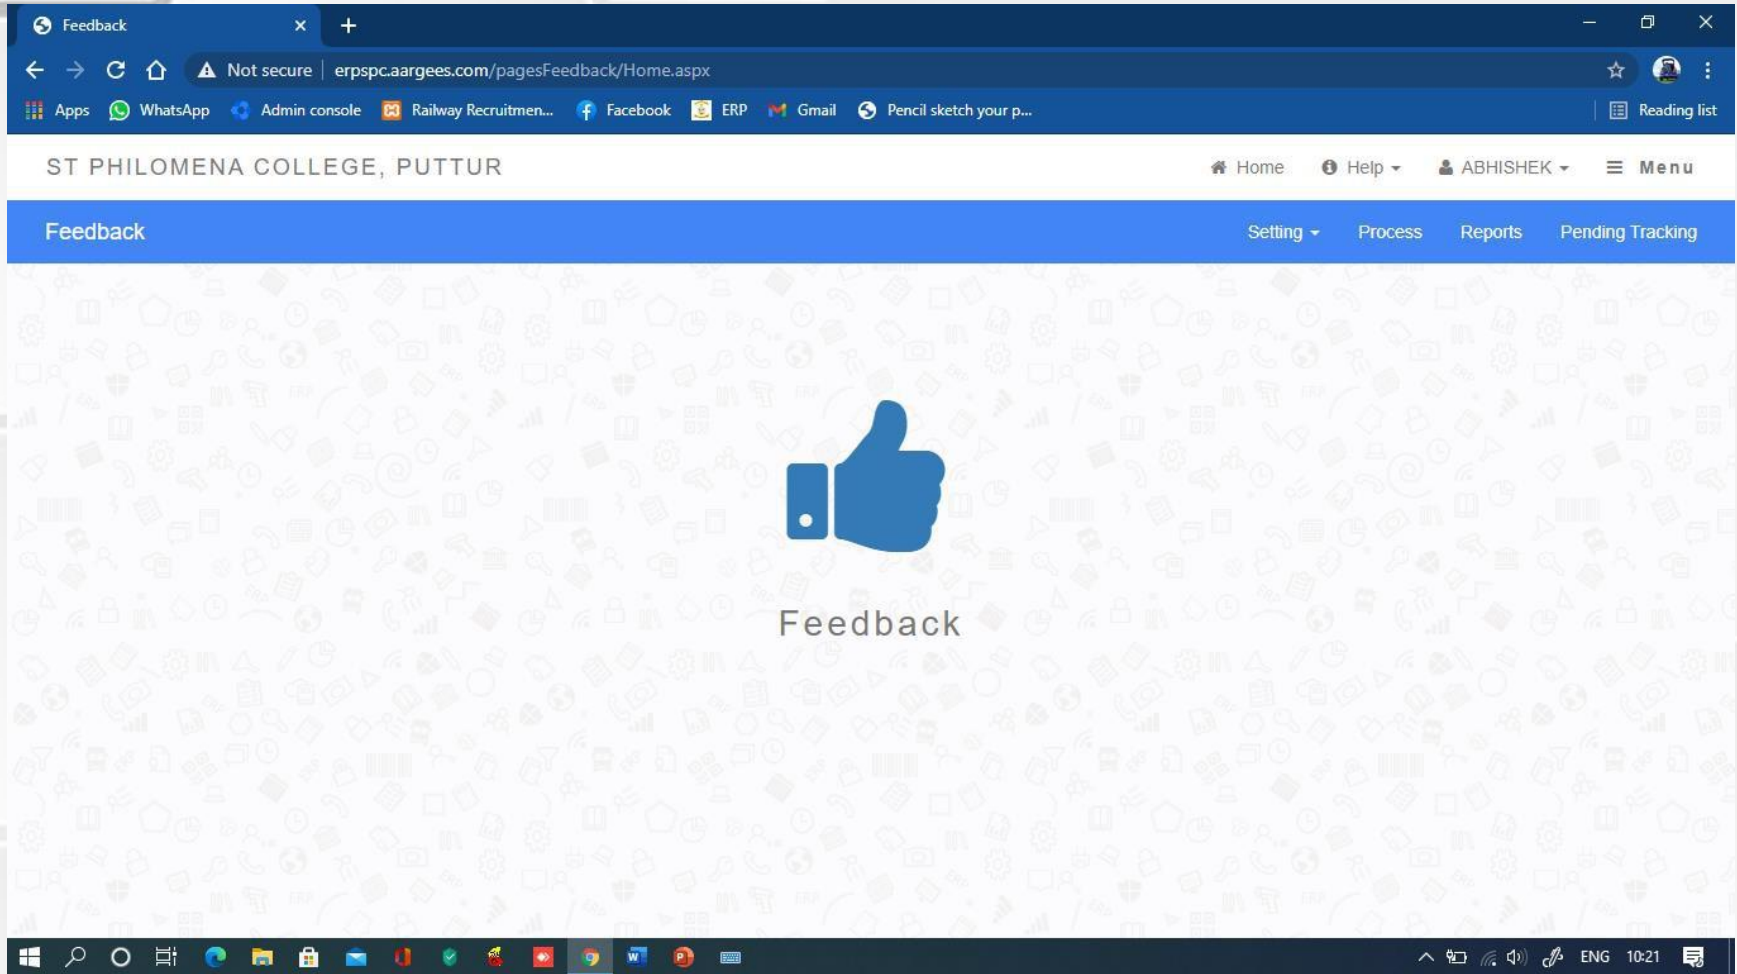 Feedback
Not secure | erpspc.aargees.com/pagesFeedback/Home.aspx
Apps WhatsApp Admin console Railway Recruitmen... Facebook ERP Gmail Pencil sketch your p... Reading list
ST PHILOMENA COLLEGE, PUTTUR Home Help ABHISHEK Menu
Feedback Setting Process Reports Pending Tracking
Feedback
ENG 10:21